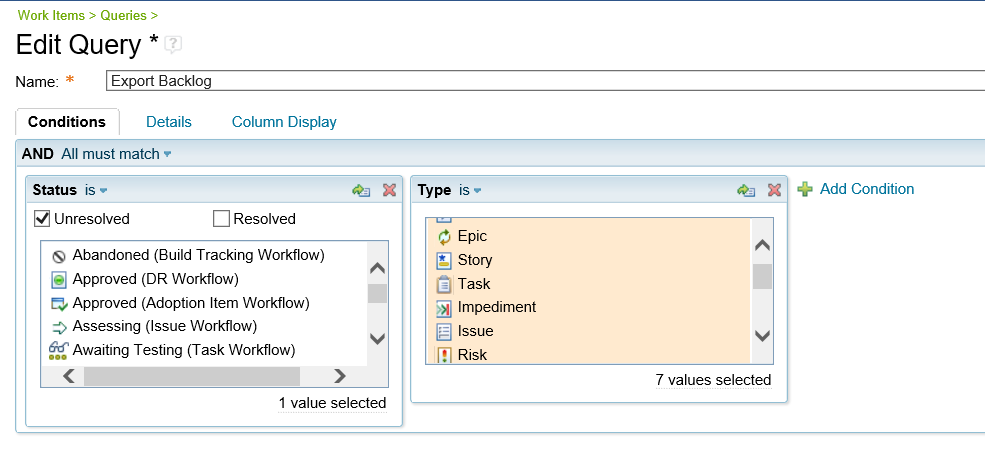 Work Items > Queries >
Edit Query * ?
Name: * Export Backlog
Conditions Details Column Display
AND All must match
Status is
Unresolved Resolved
Abandoned (Build Tracking Workflow)
Approved (DR Workflow)
Approved (Adoption Item Workflow)
Assessing (Issue Workflow)
Awaiting Testing (Task Workflow)
1 value selected
Type is
Epic
Story
Task
Impediment
Issue
Risk
7 values selected
Add Condition